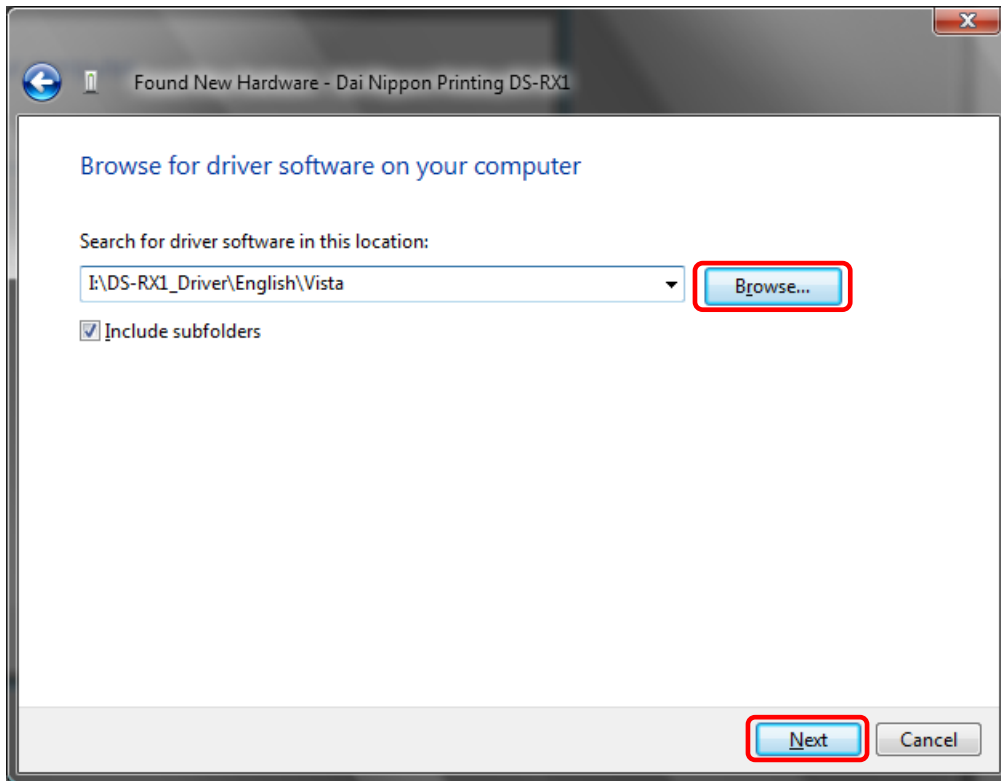 Found New Hardware - Dai Nippon Printing DS-RX1
Browse for driver software on your computer
Search for driver software in this location:
I:\DS-RX1_Driver\English\Vista
Browse...
Include subfolders
Next
Cancel